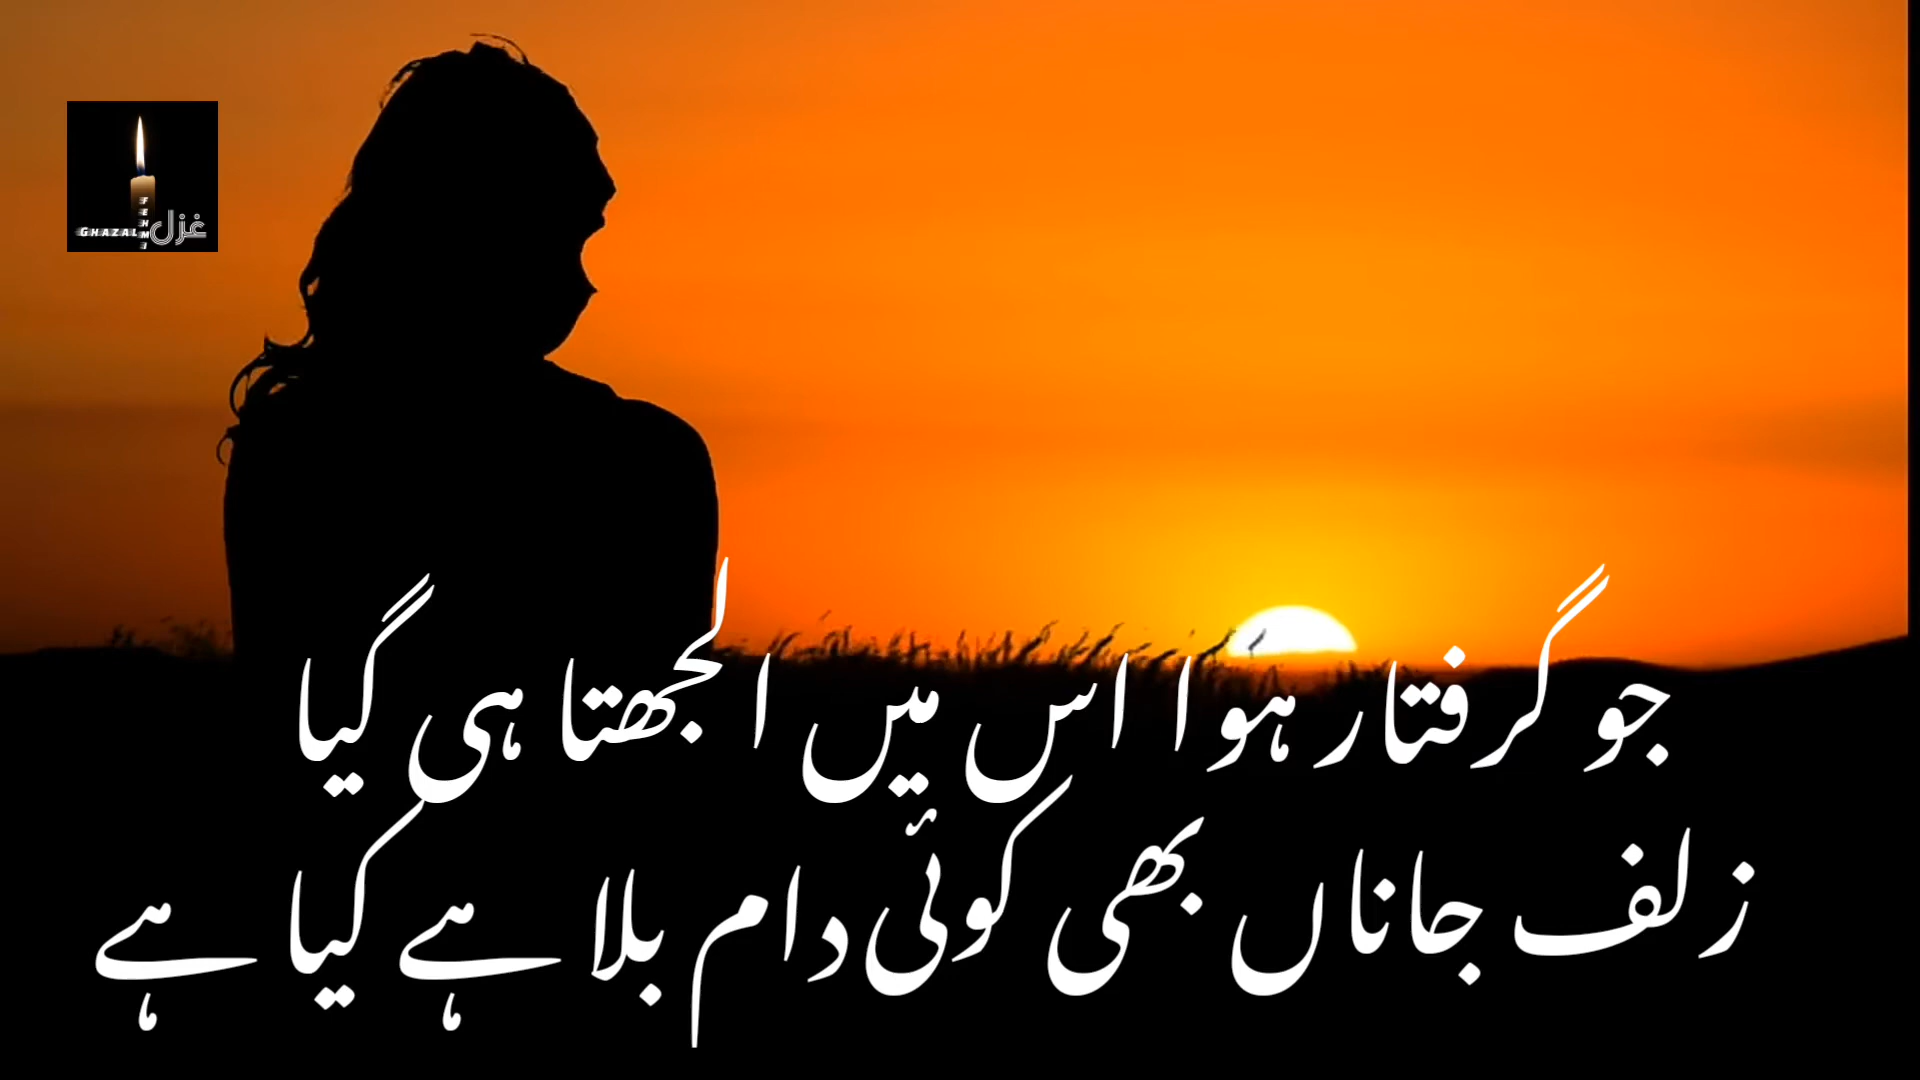 GHAZAL
FEHMI
غزل
جو گرفتار ہوا اس میں الجھتا ہی گیا
زلف جاناں بھی کوئی دام بلا ہے کیا ہے